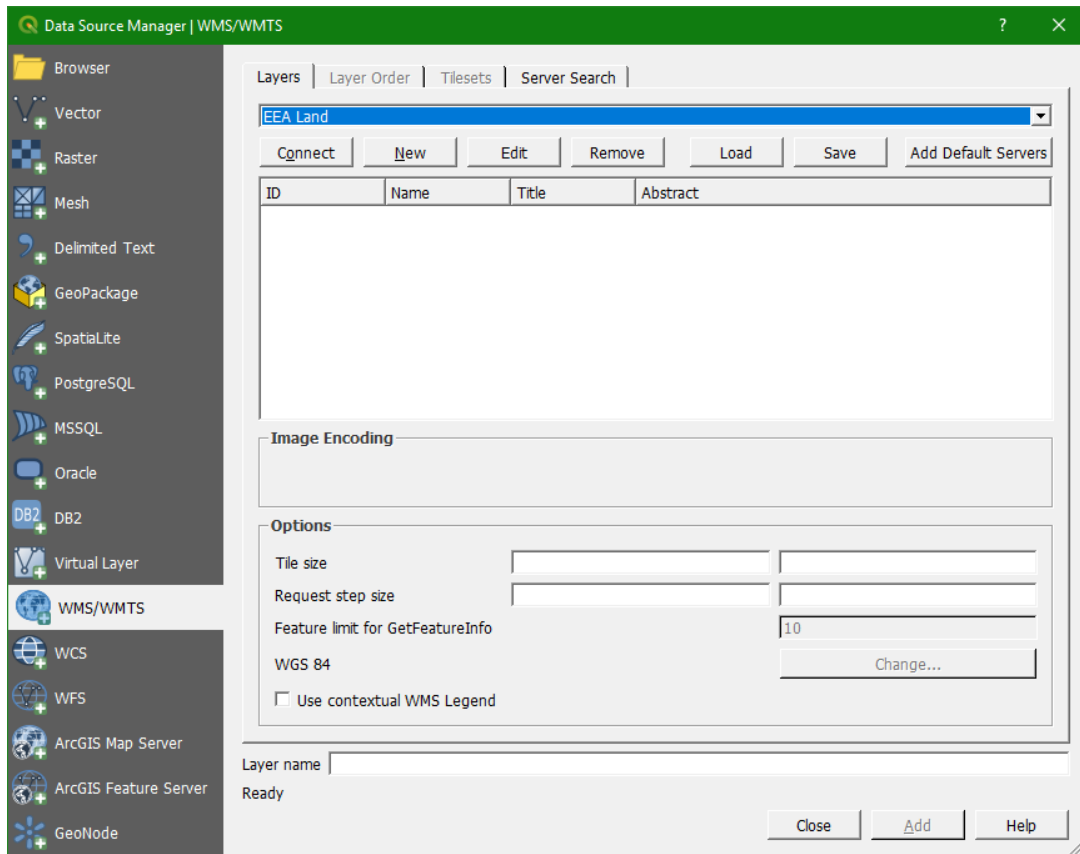 Data Source Manager | WMS/WMTS
?
Browser
Vector
Raster
Mesh
Delimited Text
GeoPackage
SpatiaLite
PostgreSQL
MSSQL
Oracle
DB2
DB2
Virtual Layer
WMS/WMTS
WCS
WFS
ArcGIS Map Server
ArcGIS Feature Server
GeoNode
Layers Layer Order Tilesets Server Search
EEA Land
Connect New Edit Remove Load Save Add Default Servers
ID Name Title Abstract
Image Encoding
Options
Tile size
Request step size
Feature limit for GetFeatureInfo 10
WGS 84 Change...
Use contextual WMS Legend
Layer name
Ready
Close Add Help